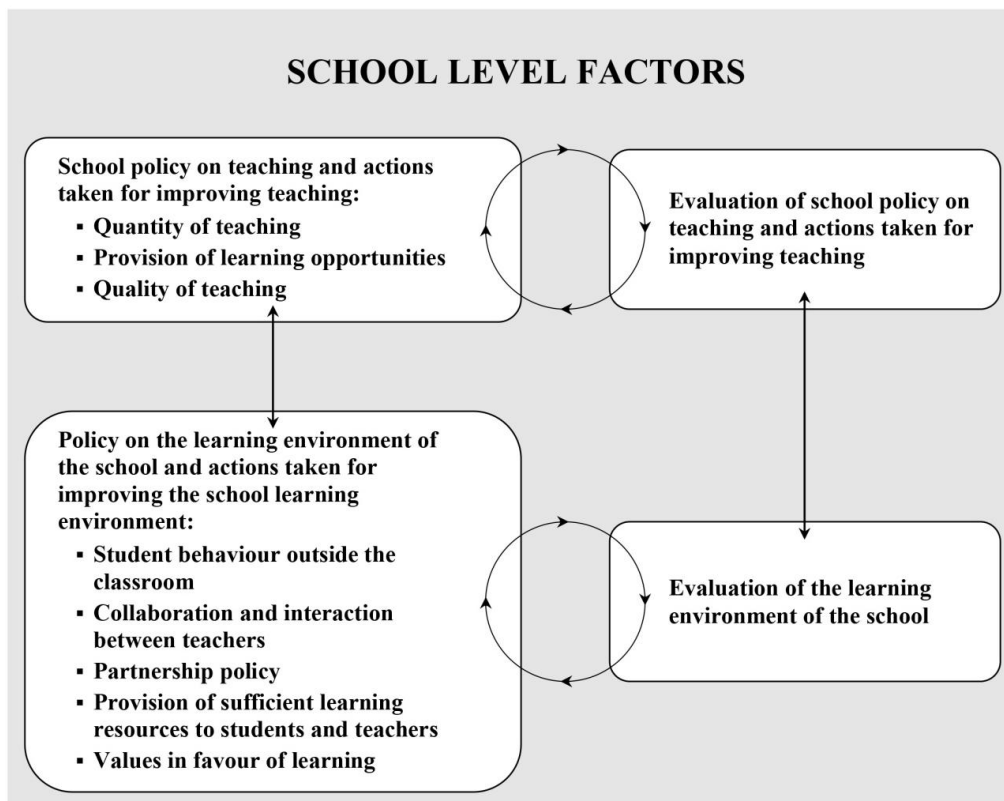 SCHOOL LEVEL FACTORS
School policy on teaching and actions
taken for improving teaching:
▪ Quantity of teaching
▪ Provision of learning opportunities
▪ Quality of teaching
Evaluation of school policy on
teaching and actions taken for
improving teaching
Policy on the learning environment of
the school and actions taken for
improving the school learning
environment:
▪ Student behaviour outside the
classroom
▪ Collaboration and interaction
between teachers
▪ Partnership policy
▪ Provision of sufficient learning
resources to students and teachers
▪ Values in favour of learning
Evaluation of the learning
environment of the school